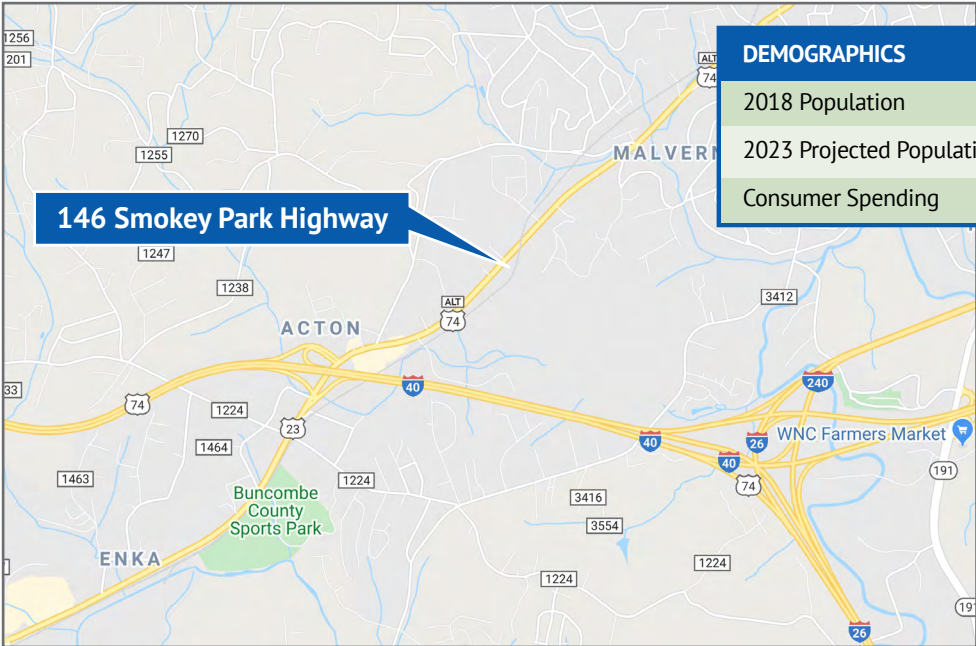 1256
201
ALT
74
DEMOGRAPHICS
2018 Population
2023 Projected Populati
Consumer Spending
1270
1255
MALVERN
146 Smokey Park Highway
1247
1238
3412
ALT
74
ACTON
33
74
40
240
1224
23
1464
40
26
WNC Farmers Market
40
74
191
1463
1224
Buncombe
County
Sports Park
3416
3554
ENKA
1224
1224
191
26